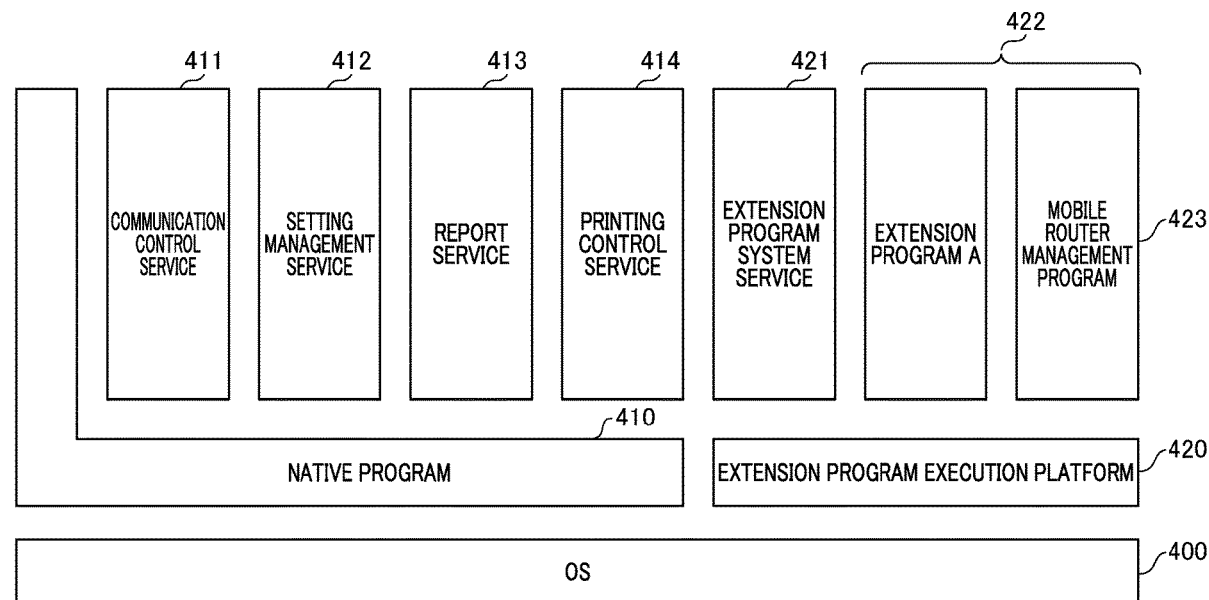 422
411
412
413
414
421
COMMUNICATION
CONTROL
SERVICE
SETTING
MANAGEMENT
SERVICE
REPORT
SERVICE
PRINTING
CONTROL
SERVICE
EXTENSION
PROGRAM
SYSTEM
SERVICE
EXTENSION
PROGRAM A
MOBILE
ROUTER
MANAGEMENT
PROGRAM
423
410
NATIVE PROGRAM
EXTENSION PROGRAM EXECUTION PLATFORM
420
OS
400